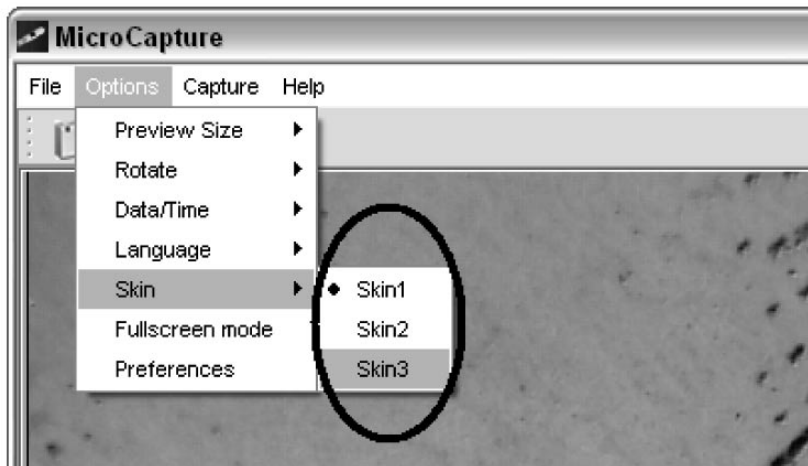 MicroCapture
File Options Capture Help
Preview Size
Rotate
Data/Time
Language
Skin
Fullscreen mode
Preferences
Skin1
Skin2
Skin3